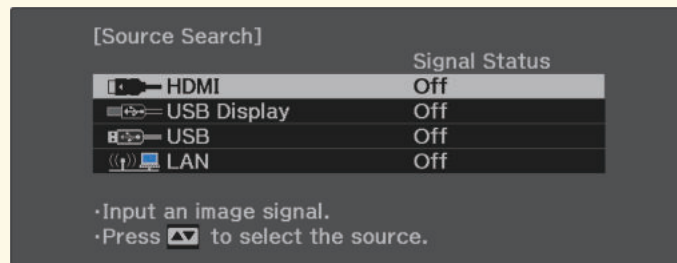 [Source Search]
Signal Status
HDMI Off
USB Display Off
USB Off
LAN Off
·Input an image signal.
·Press ▲▼ to select the source.